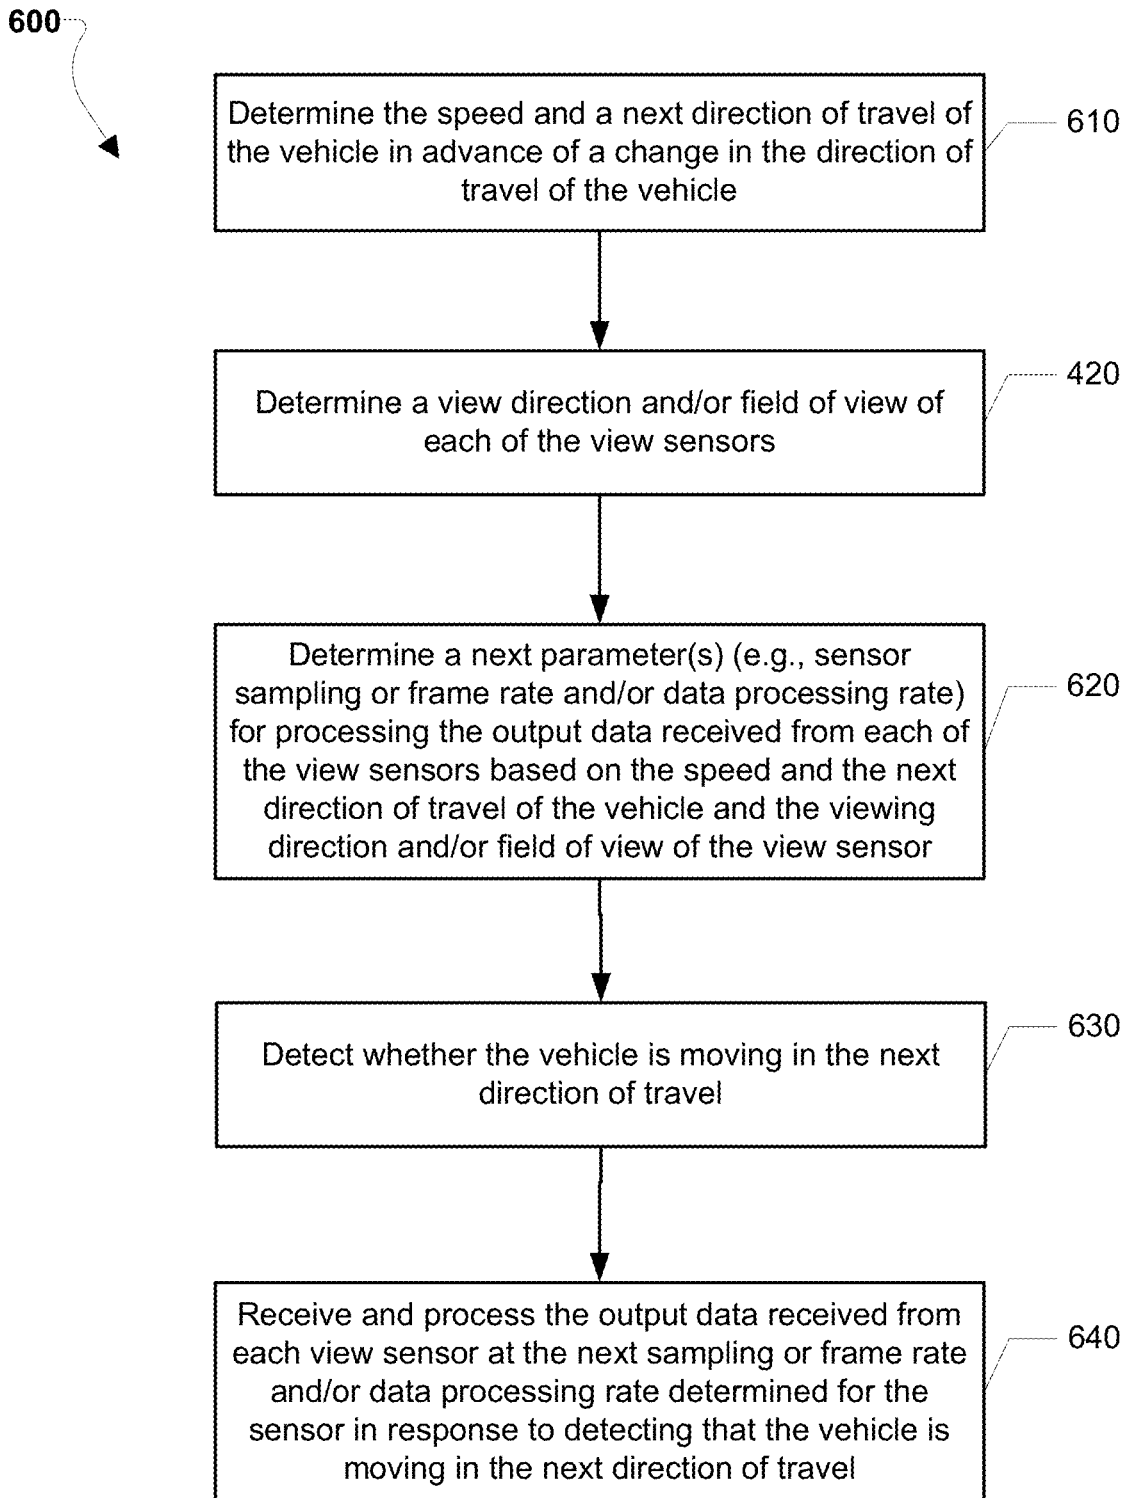 600
Determine the speed and a next direction of travel of
the vehicle in advance of a change in the direction of
travel of the vehicle
610
Determine a view direction and/or field of view of
each of the view sensors
420
Determine a next parameter(s) (e.g., sensor
sampling or frame rate and/or data processing rate)
for processing the output data received from each of
the view sensors based on the speed and the next
direction of travel of the vehicle and the viewing
direction and/or field of view of the view sensor
620
Detect whether the vehicle is moving in the next
direction of travel
630
Receive and process the output data received from
each view sensor at the next sampling or frame rate
and/or data processing rate determined for the
sensor in response to detecting that the vehicle is
moving in the next direction of travel
640